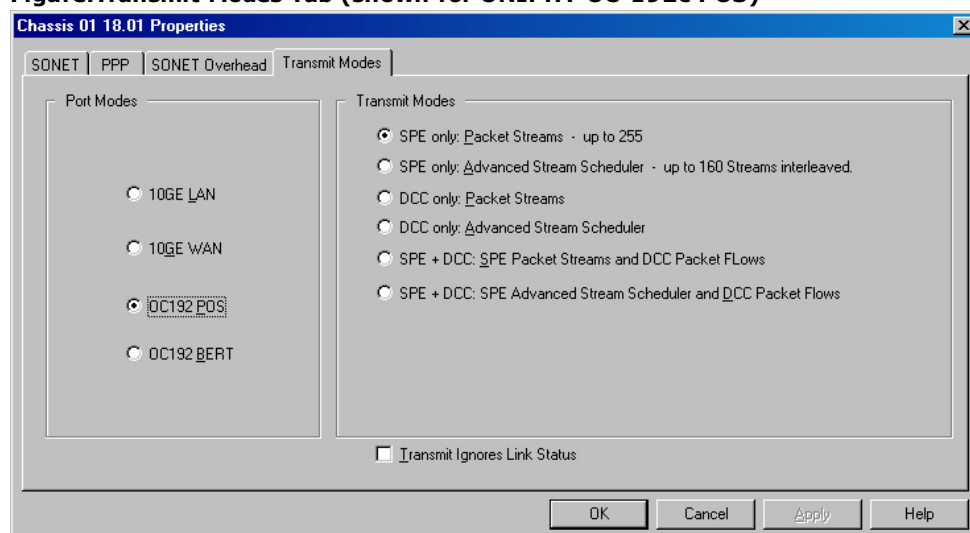 Chassis 01 18.01 Properties
SONET PPP SONET Overhead Transmit Modes
Port Modes
10GE LAN
10GE WAN
OC192 POS
OC192 BERT
Transmit Modes
SPE only: Packet Streams - up to 255
SPE only: Advanced Stream Scheduler - up to 160 Streams interleaved.
DCC only: Packet Streams
DCC only: Advanced Stream Scheduler
SPE + DCC: SPE Packet Streams and DCC Packet FLows
SPE + DCC: SPE Advanced Stream Scheduler and DCC Packet Flows
Transmit Ignores Link Status
OK Cancel Apply Help